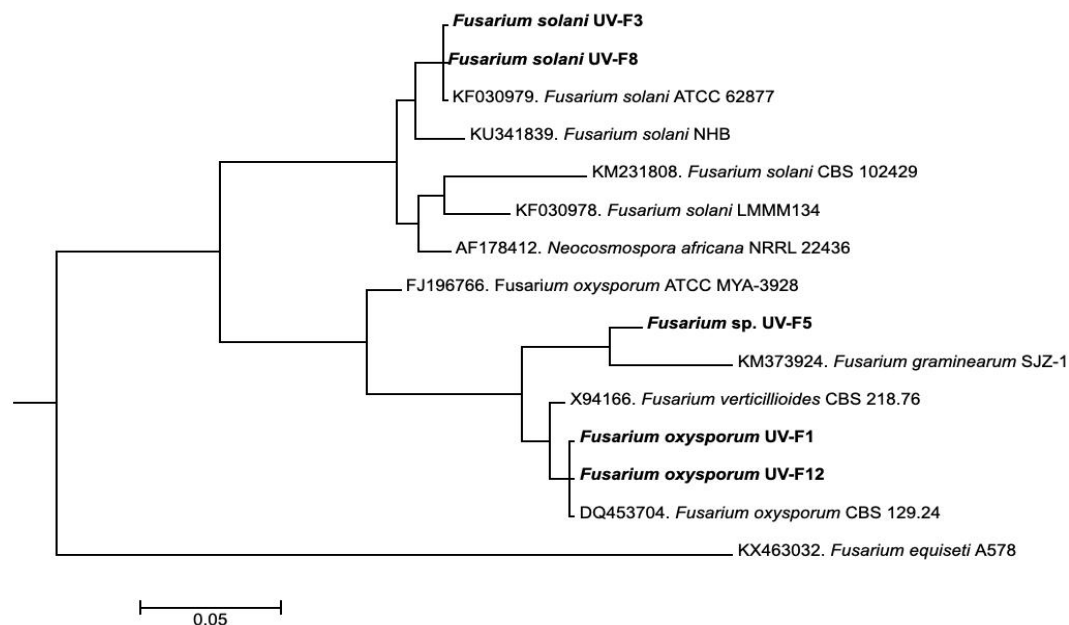 Fusarium solani UV-F3
Fusarium solani UV-F8
KF030979. Fusarium solani ATCC 62877
KU341839. Fusarium solani NHB
KM231808. Fusarium solani CBS 102429
KF030978. Fusarium solani LMMM134
AF178412. Neocosmospora africana NRRL 22436
FJ196766. Fusarium oxysporum ATCC MYA-3928
Fusarium sp. UV-F5
KM373924. Fusarium graminearum SJZ-1
X94166. Fusarium verticillioides CBS 218.76
Fusarium oxysporum UV-F1
Fusarium oxysporum UV-F12
DQ453704. Fusarium oxysporum CBS 129.24
KX463032. Fusarium equiseti A578
0.05